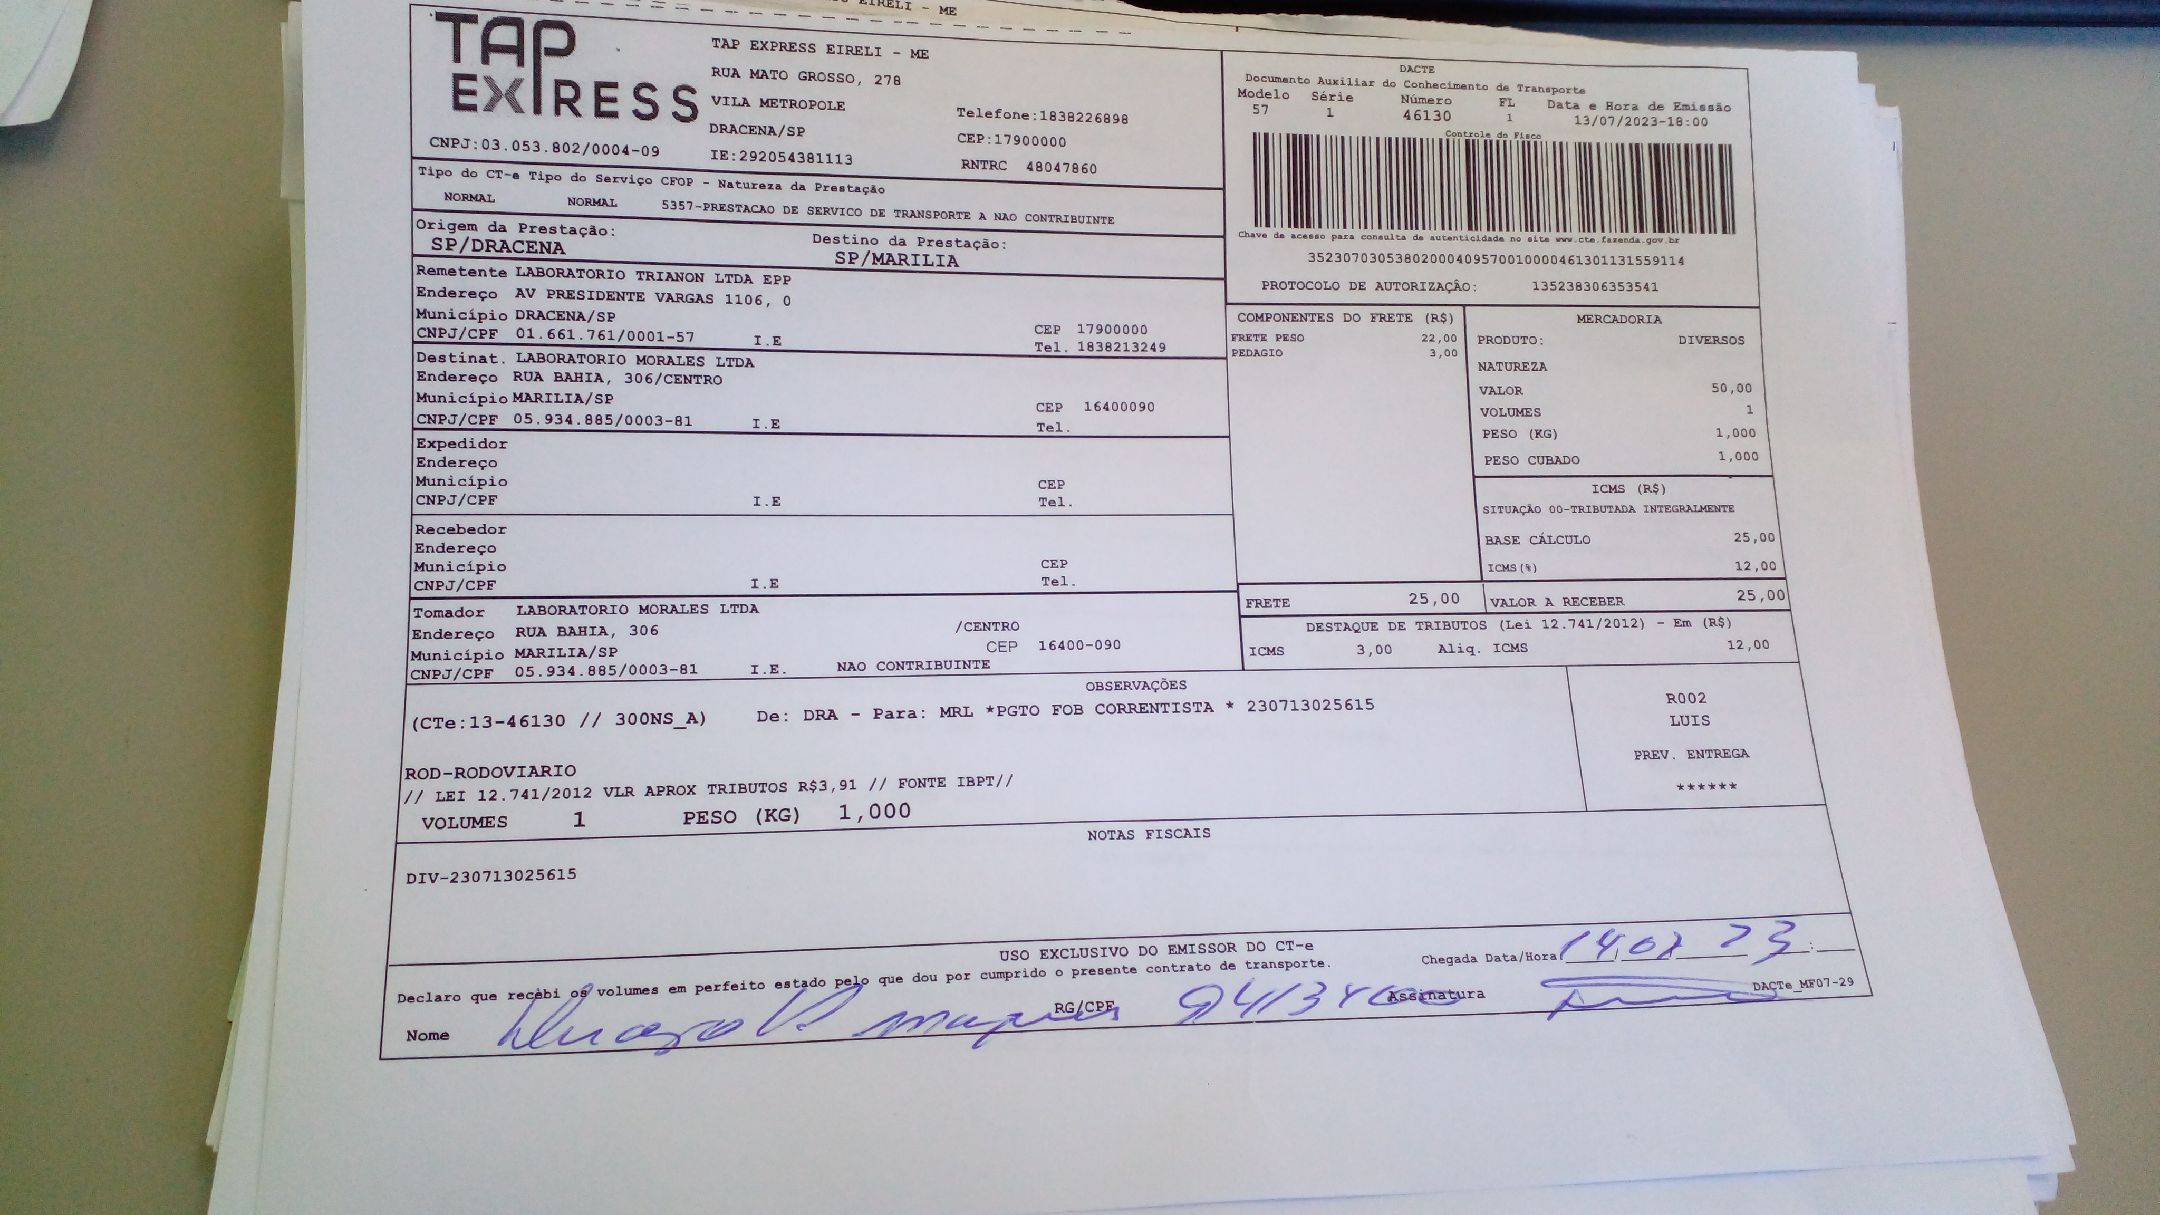 EIRELI - ME
TAP EXPRESS
CNPJ:03.053.802/0004-09
TAP EXPRESS EIRELI - ME
RUA MATO GROSSO, 278
VILA METROPOLE
DRACENA/SP
IE:292054381113
Telefone:1838226898
CEP:17900000
RNTRC 48047860
DACTE
Documento Auxiliar do Conhecimento de Transporte
Modelo Série Número FL Data e Hora de Emissão
57 1 46130 1 13/07/2023-18:00
Controle do Fisco
Chave de acesso para consulta de autenticidade no site www.cte.fazenda.gov.br
35230703053802000409570010000461301131559114
PROTOCOLO DE AUTORIZAÇÂO: 135238306353541
Tipo do CT-e Tipo do Serviço CFOP - Natureza da Prestação
NORMAL NORMAL 5357-PRESTACAO DE SERVICO DE TRANSPORTE A NAO CONTRIBUINTE
Origem da Prestação: Destino da Prestação:
SP/DRACENA SP/MARILIA
Remetente LABORATORIO TRIANON LTDA EPP
Endereço AV PRESIDENTE VARGAS 1106, 0
Município DRACENA/SP CEP 17900000
CNPJ/CPF 01.661.761/0001-57 I.E Tel. 1838213249
Destinat. LABORATORIO MORALES LTDA
Endereço RUA BAHIA, 306/CENTRO
Município MARILIA/SP CEP 16400090
CNPJ/CPF 05.934.885/0003-81 I.E Tel.
Expedidor
Endereço
Município CEP
CNPJ/CPF I.E Tel.
Recebedor
Endereço
Município CEP
CNPJ/CPF I.E Tel.
Tomador LABORATORIO MORALES LTDA
Endereço RUA BAHIA, 306 /CENTRO
Município MARILIA/SP CEP 16400-090
CNPJ/CPF 05.934.885/0003-81 I.E. NAO CONTRIBUINTE
COMPONENTES DO FRETE (R$)
FRETE PESO 22,00
PEDAGIO 3,00
MERCADORIA
PRODUTO: DIVERSOS
NATUREZA
VALOR 50,00
VOLUMES 1
PESO (KG) 1,000
PESO CUBADO 1,000
ICMS (R$)
SITUAÇÃO 00-TRIBUTADA INTEGRALMENTE
BASE CÁLCULO 25,00
ICMS(%) 12,00
FRETE 25,00 VALOR A RECEBER 25,00
DESTAQUE DE TRIBUTOS (Lei 12.741/2012) - Em (R$)
ICMS 3,00 Aliq. ICMS 12,00
OBSERVAÇÕES
(CTe:13-46130 // 300NS_A) De: DRA - Para: MRL *PGTO FOB CORRENTISTA * 230713025615
ROD-RODOVIARIO
// LEI 12.741/2012 VLR APROX TRIBUTOS R$3,91 // FONTE IBPT//
VOLUMES 1 PESO (KG) 1,000
R002
LUIS
PREV. ENTREGA
******
NOTAS FISCAIS
DIV-230713025615
USO EXCLUSIVO DO EMISSOR DO CT-e
Declaro que recebi os volumes em perfeito estado pelo que dou por cumprido o presente contrato de transporte.
Chegada Data/Hora 14 23 :
Nome RG/CPF Assinatura DACTe_MF07-29